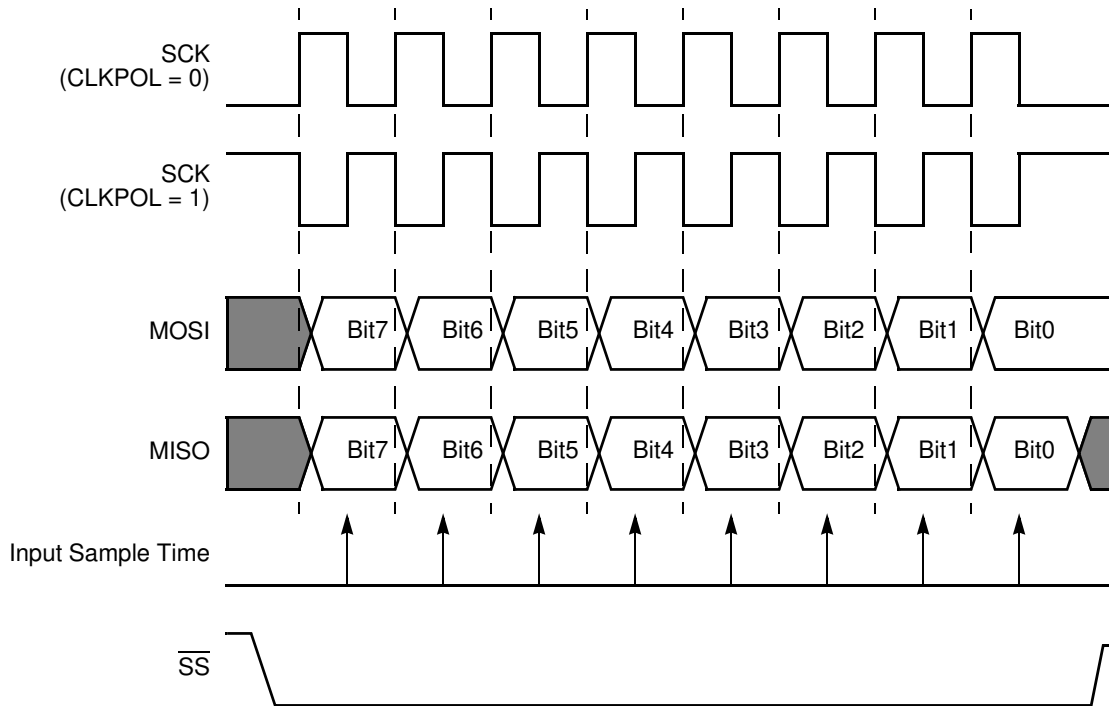 SCK
(CLKPOL = 0)
SCK
(CLKPOL = 1)
MOSI
Bit7 Bit6 Bit5 Bit4 Bit3 Bit2 Bit1 Bit0
MISO
Bit7 Bit6 Bit5 Bit4 Bit3 Bit2 Bit1 Bit0
Input Sample Time
SS